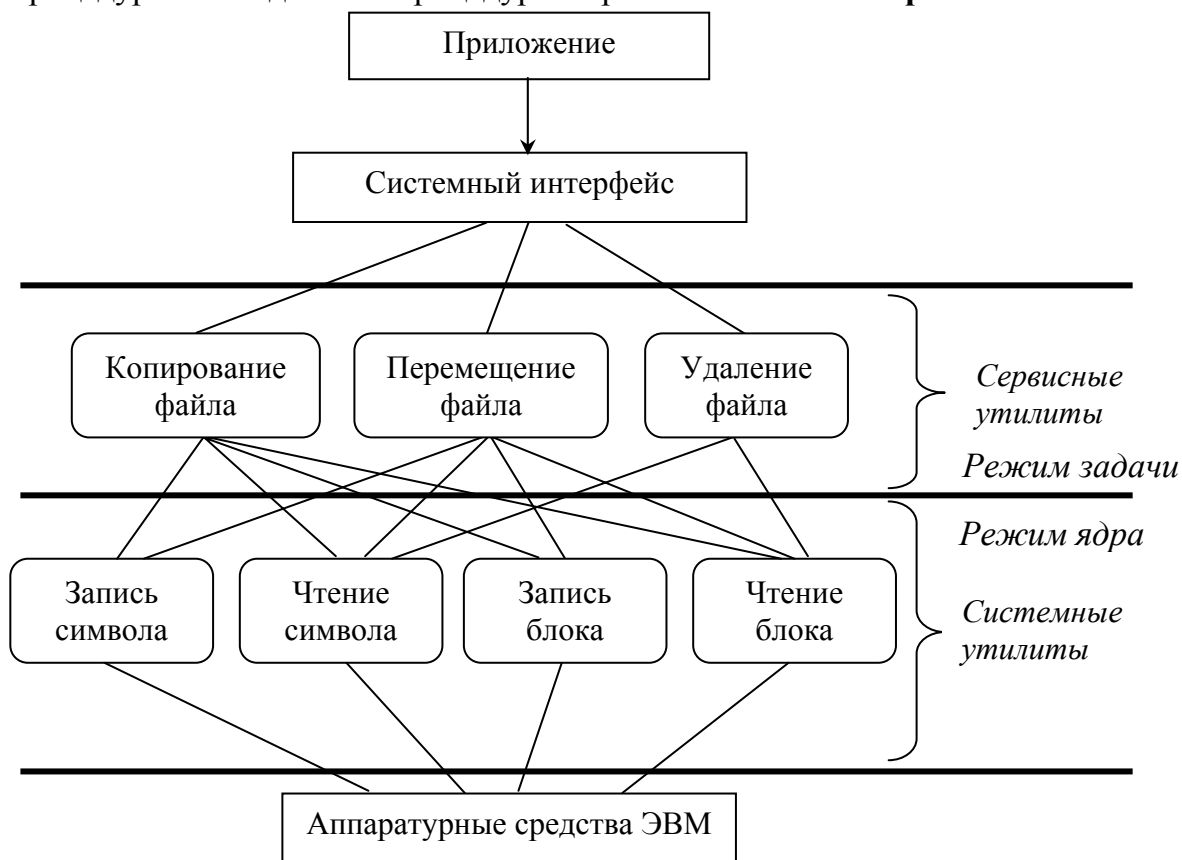 Приложение
Системный интерфейс
Копирование
файла
Перемещение
файла
Удаление
файла
Сервисные
утилиты
Режим задачи
Режим ядра
Запись
символа
Чтение
символа
Запись
блока
Чтение
блока
Системные
утилиты
Аппаратурные средства ЭВМ